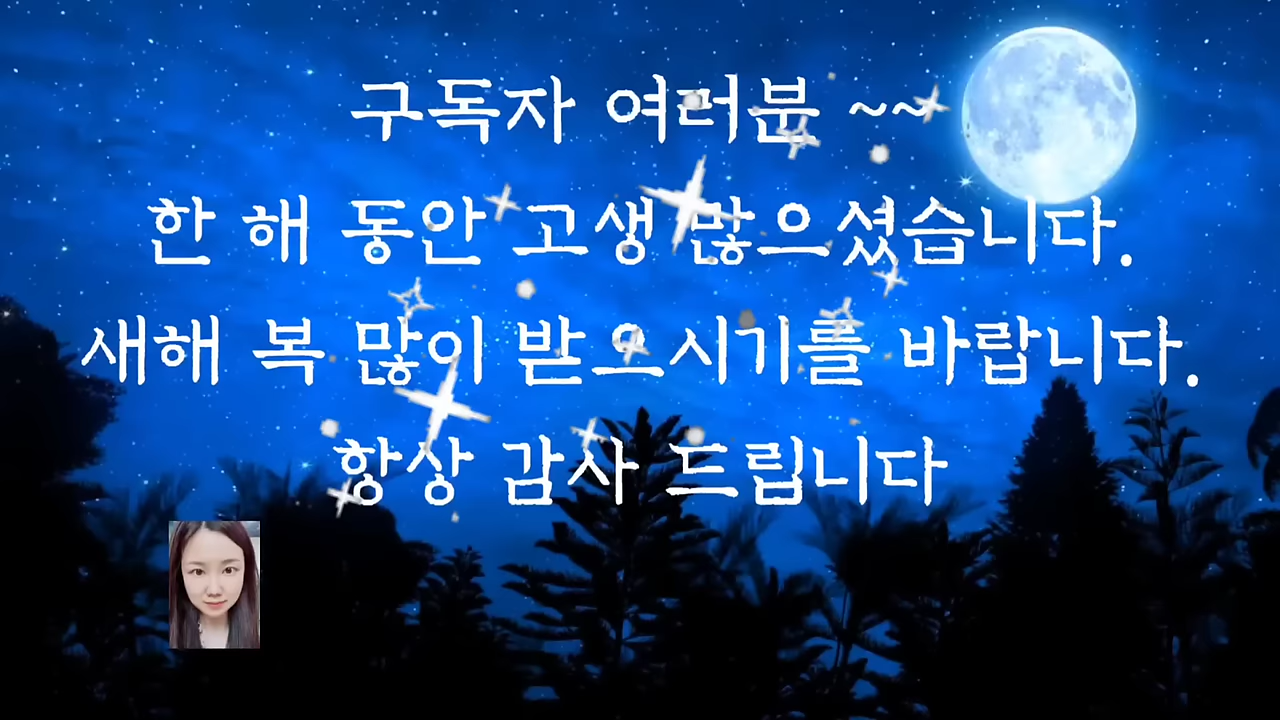 구독자 여러분 ~~
한 해 동안 고생 많으셨습니다.
새해 복 많이 받으시기를 바랍니다.
항상 감사 드립니다